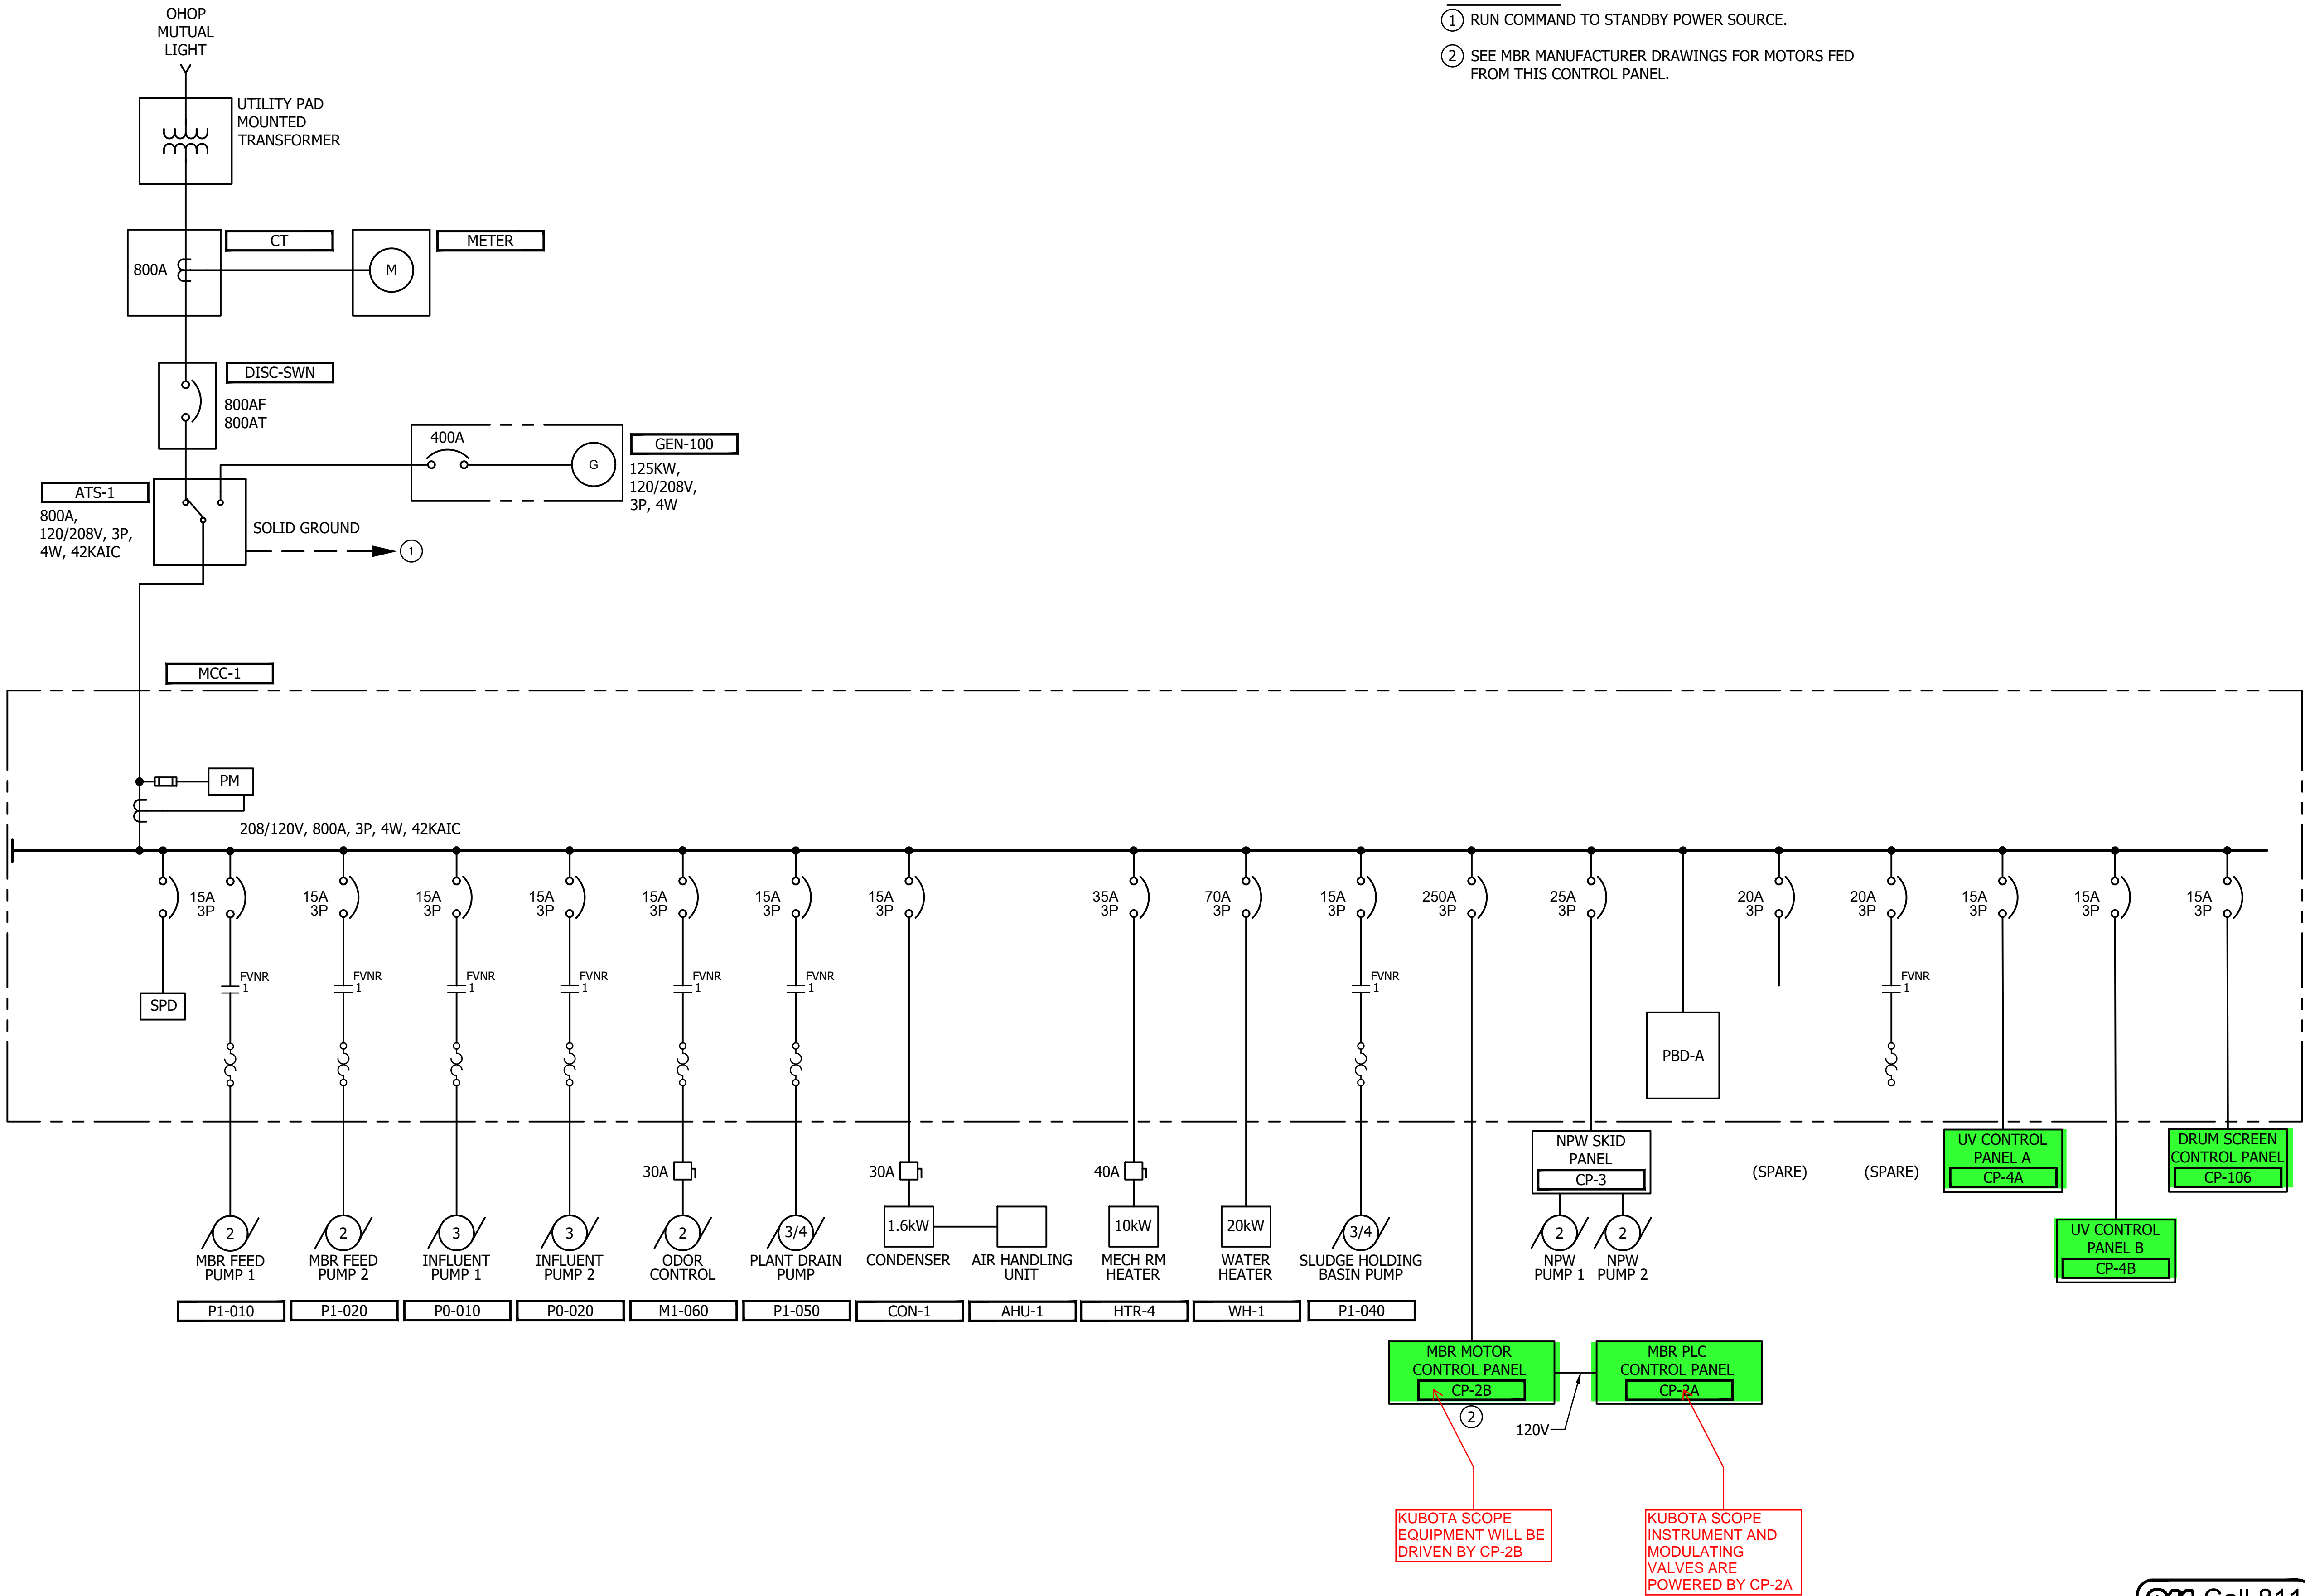 OHOP
MUTUAL
LIGHT
1 RUN COMMAND TO STANDBY POWER SOURCE.
2 SEE MBR MANUFACTURER DRAWINGS FOR MOTORS FED
FROM THIS CONTROL PANEL.
UTILITY PAD
MOUNTED
TRANSFORMER
CT
METER
800A
M
DISC-SWN
800AF
800AT
400A
G
GEN-100
125KW,
120/208V,
3P, 4W
ATS-1
800A,
120/208V, 3P,
4W, 42KAIC
SOLID GROUND
1
MCC-1
PM
208/120V, 800A, 3P, 4W, 42KAIC
15A
3P
15A
3P
15A
3P
15A
3P
15A
3P
15A
3P
15A
3P
35A
3P
70A
3P
15A
3P
250A
3P
25A
3P
20A
3P
20A
3P
15A
3P
15A
3P
15A
3P
SPD
FVNR
1
FVNR
1
FVNR
1
FVNR
1
FVNR
1
FVNR
1
FVNR
1
FVNR
1
PBD-A
30A
30A
40A
NPW SKID
PANEL
CP-3
(SPARE)
(SPARE)
UV CONTROL
PANEL A
CP-4A
DRUM SCREEN
CONTROL PANEL
CP-106
UV CONTROL
PANEL B
CP-4B
2
MBR FEED
PUMP 1
2
MBR FEED
PUMP 2
3
INFLUENT
PUMP 1
3
INFLUENT
PUMP 2
2
ODOR
CONTROL
3/4
PLANT DRAIN
PUMP
1.6kW
CONDENSER
AIR HANDLING
UNIT
10kW
MECH RM
HEATER
20kW
WATER
HEATER
3/4
SLUDGE HOLDING
BASIN PUMP
2
NPW
PUMP 1
2
NPW
PUMP 2
P1-010
P1-020
P0-010
P0-020
M1-060
P1-050
CON-1
AHU-1
HTR-4
WH-1
P1-040
MBR MOTOR
CONTROL PANEL
CP-2B
2
MBR PLC
CONTROL PANEL
CP-2A
120V
KUBOTA SCOPE
EQUIPMENT WILL BE
DRIVEN BY CP-2B
KUBOTA SCOPE
INSTRUMENT AND
MODULATING
VALVES ARE
POWERED BY CP-2A
811 Call 811